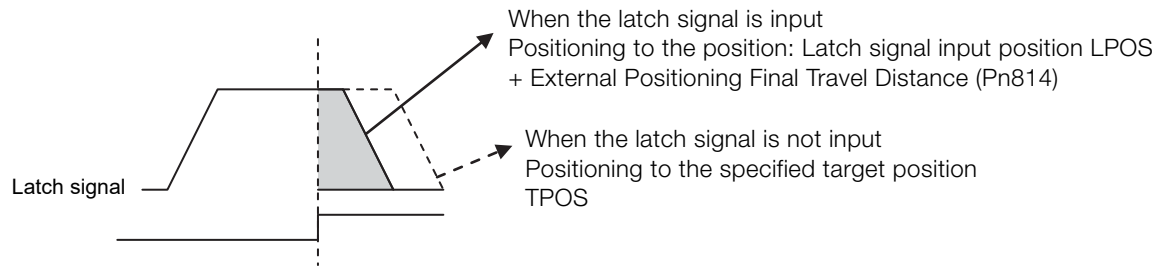 When the latch signal is input
Positioning to the position: Latch signal input position LPOS
+ External Positioning Final Travel Distance (Pn814)
When the latch signal is not input
Positioning to the specified target position
TPOS
Latch signal